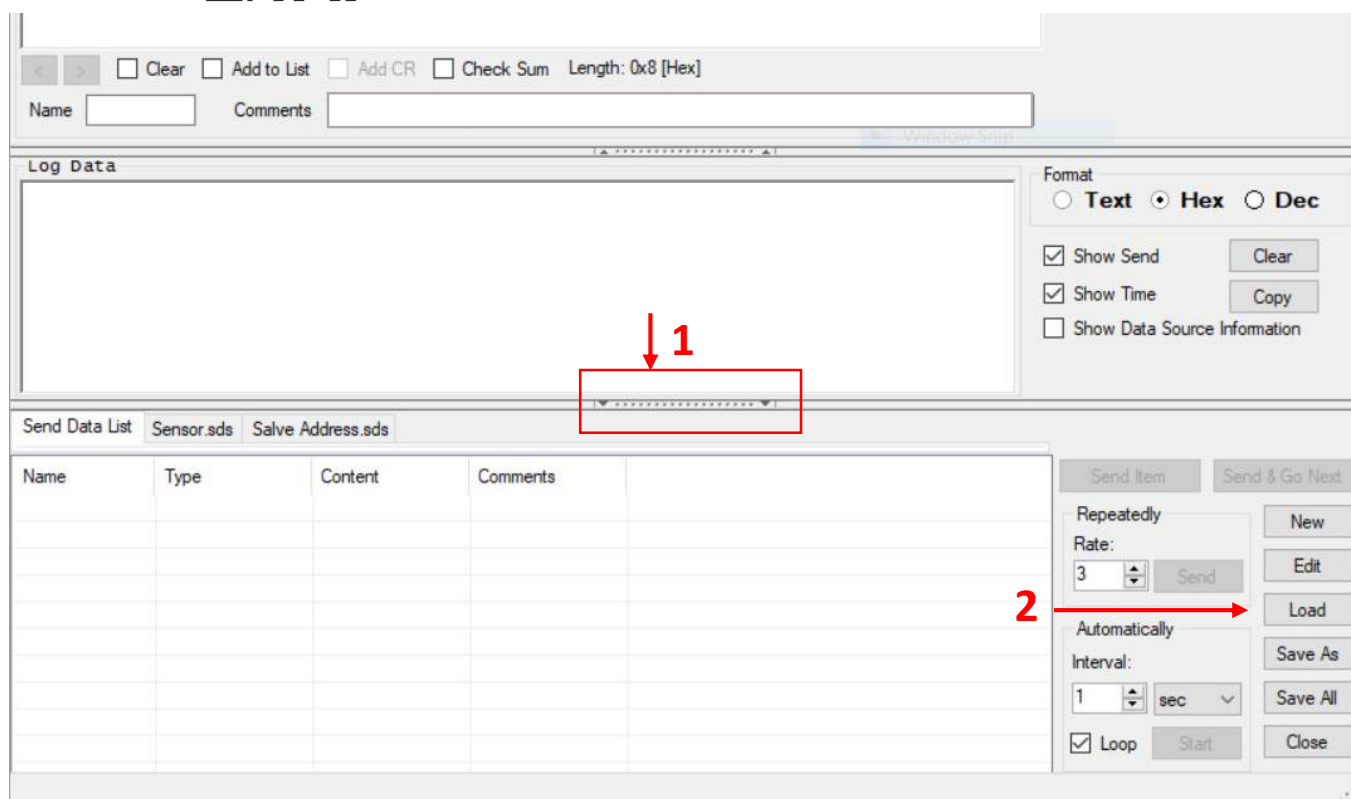 < > Clear Add to List Add CR Check Sum Length: 0x8 [Hex]
Name Comments
Window Snip
Log Data
Format
Text Hex Dec
Show Send Clear
Show Time Copy
Show Data Source Information
1
Send Data List Sensor.sds Salve Address.sds
Name Type Content Comments
Send Item Send & Go Next
Repeatedly New
Rate:
3 Send Edit
2 Load
Automatically
Interval: Save As
1 sec Save All
Loop Start Close